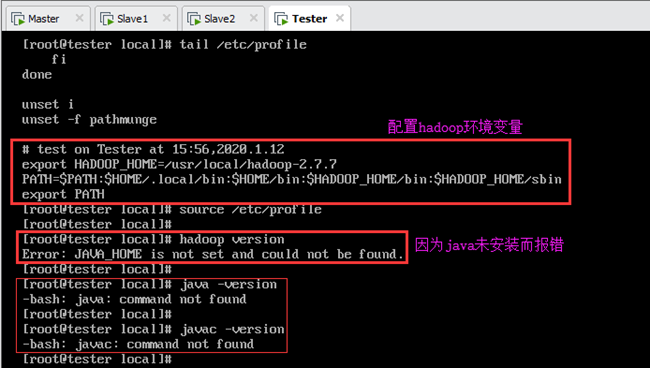 Master Slave1 Slave2 Tester
[root@tester local]# tail /etc/profile
fi
done
unset i
unset -f pathmunge
配置hadoop环境变量
# test on Tester at 15:56,2020.1.12
export HADOOP_HOME=/usr/local/hadoop-2.7.7
PATH=$PATH:$HOME/.local/bin:$HOME/bin:$HADOOP_HOME/bin:$HADOOP_HOME/sbin
export PATH
[root@tester local]# source /etc/profile
[root@tester local]#
[root@tester local]# hadoop version
Error: JAVA_HOME is not set and could not be found.
因为java未安装而报错
[root@tester local]#
[root@tester local]# java -version
-bash: java: command not found
[root@tester local]#
[root@tester local]# javac -version
-bash: javac: command not found
[root@tester local]#